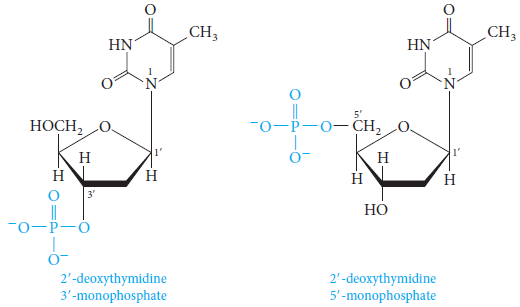 O
HN
CH₃
O
N
1
HOCH₂
O
H
H
1′
H
3′
O
⁻O—P—O
O⁻
2′-deoxythymidine
3′-monophosphate
O
HN
CH₃
O
N
1
O
⁻O—P—O—CH₂
5′
O
O⁻
H
H
1′
H
HO
2′-deoxythymidine
5′-monophosphate